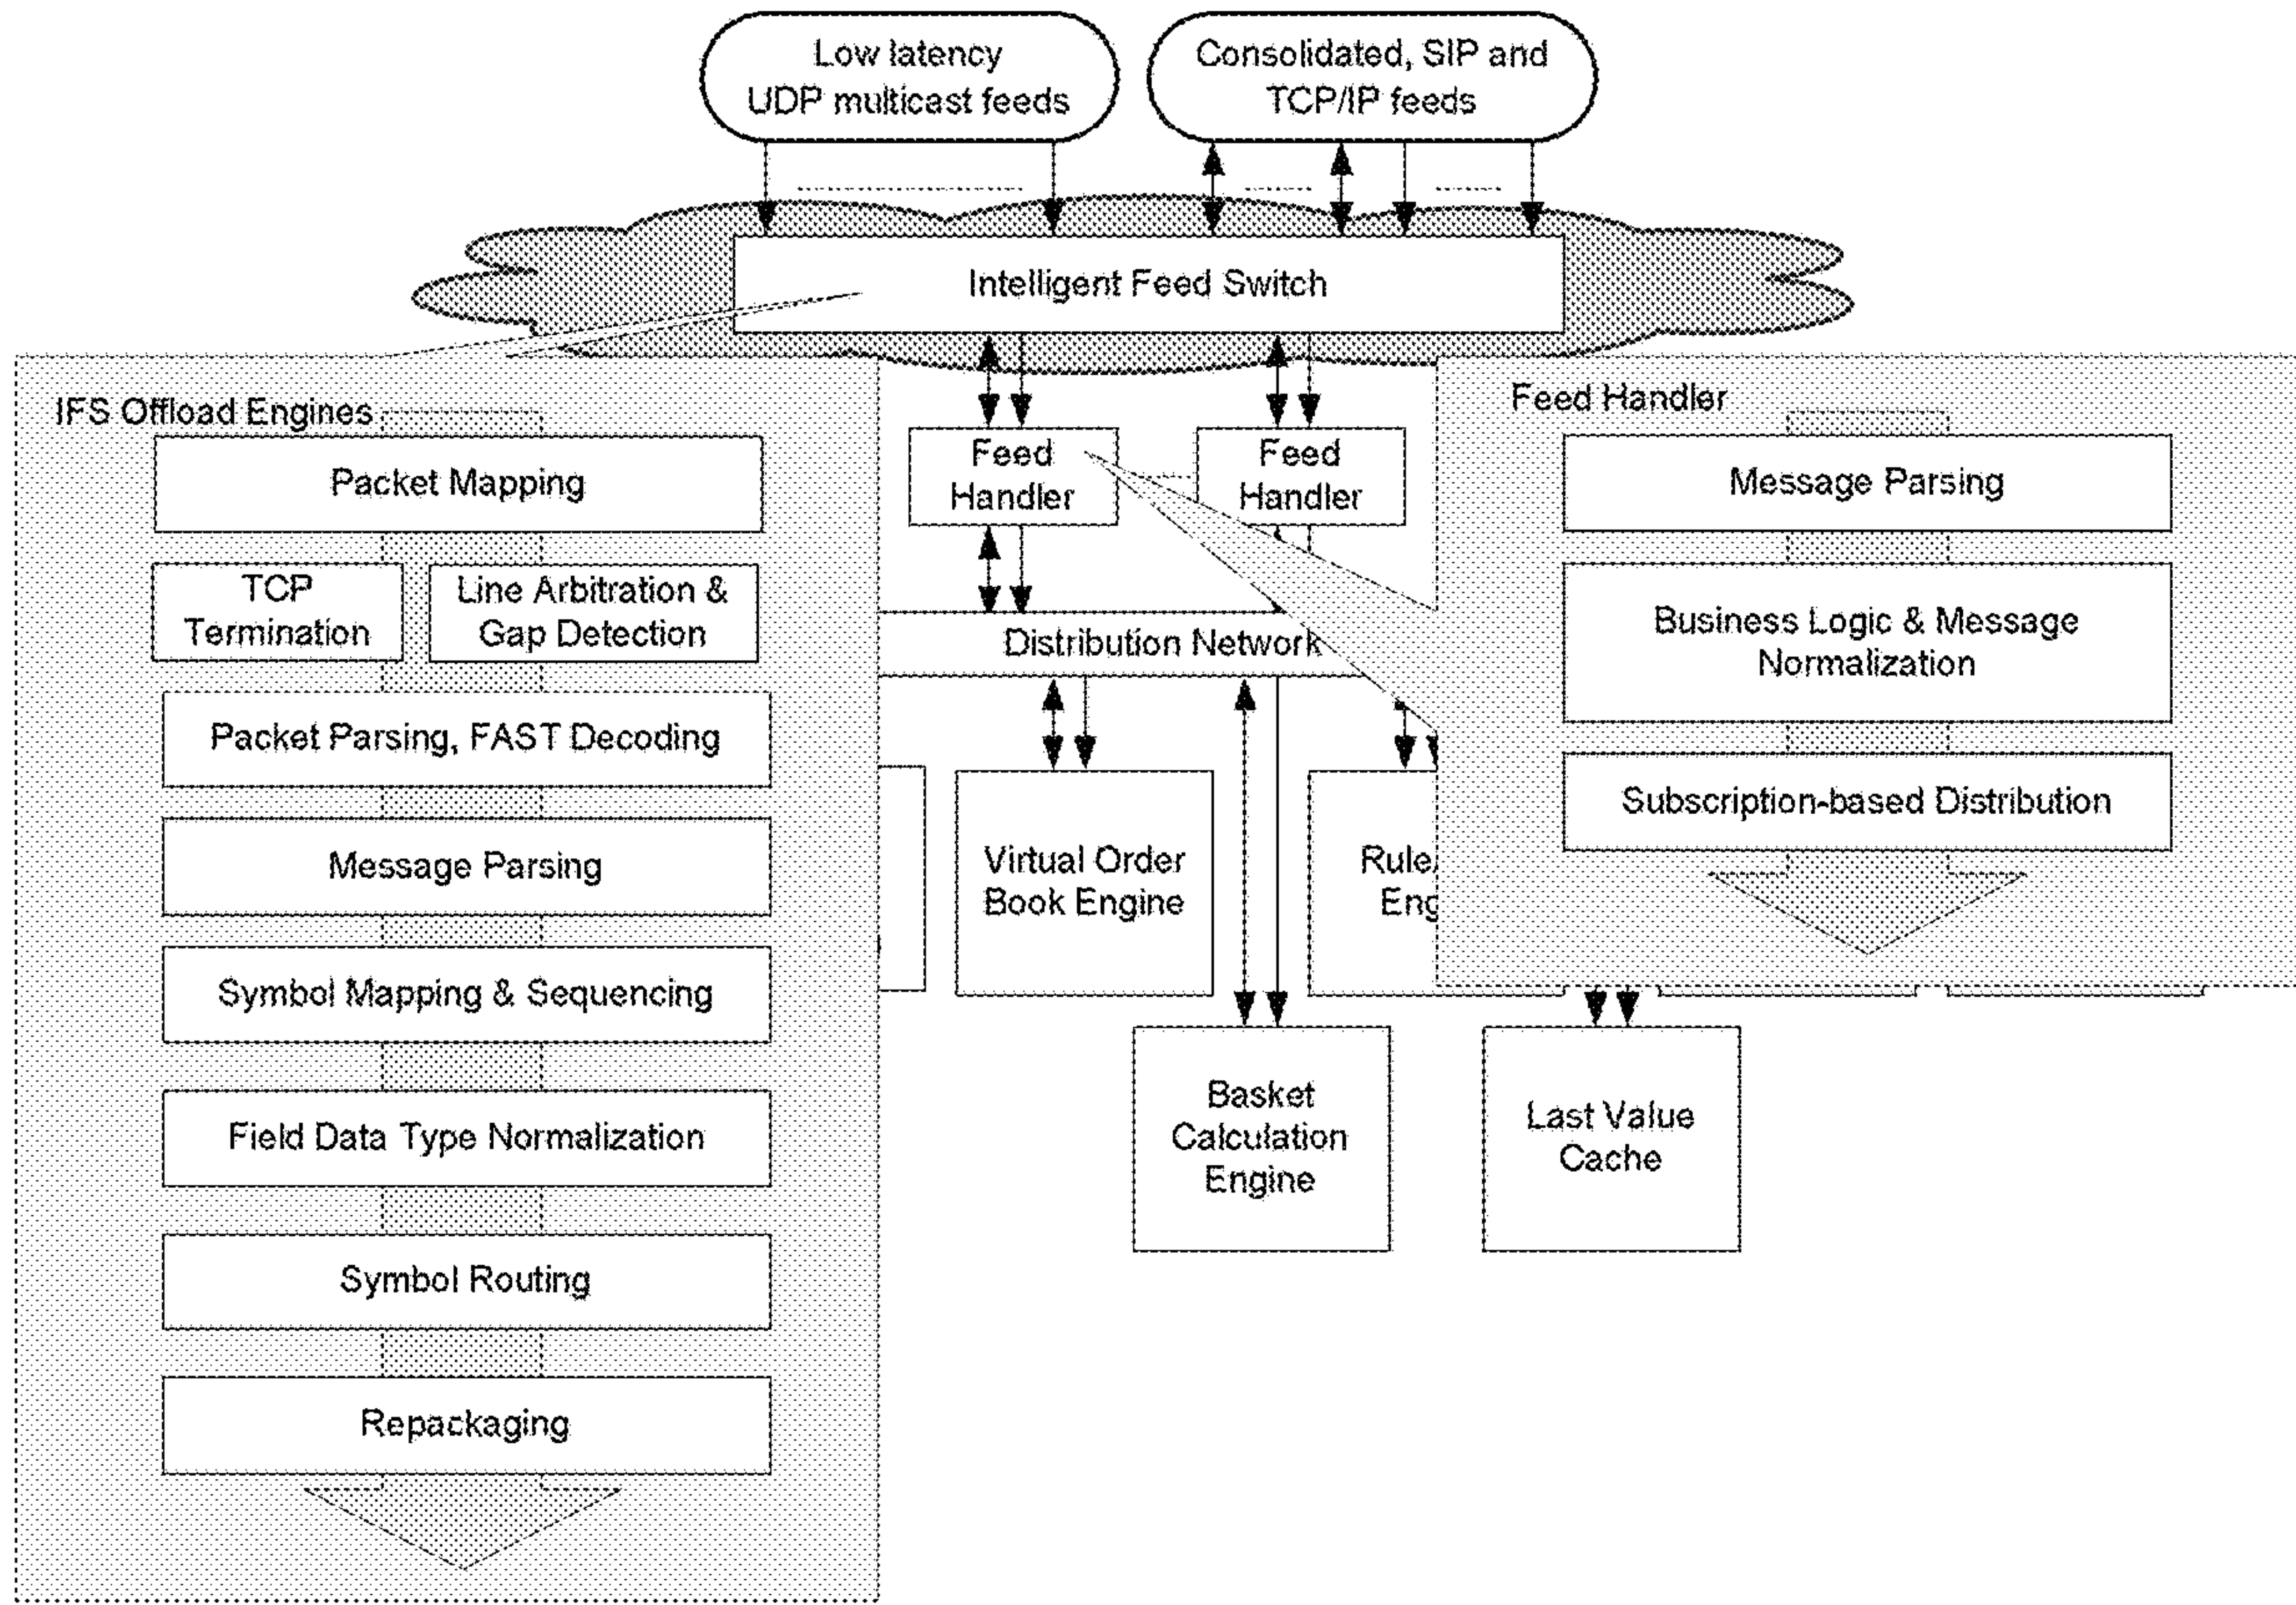 Low latency
UDP multicast feeds
Consolidated, SIP and
TCP/IP feeds
Intelligent Feed Switch
IFS Offload Engines
Packet Mapping
TCP
Termination
Line Arbitration &
Gap Detection
Packet Parsing, FAST Decoding
Message Parsing
Symbol Mapping & Sequencing
Field Data Type Normalization
Symbol Routing
Repackaging
Feed
Handler
Feed
Handler
Distribution Network
Virtual Order
Book Engine
Rule
Eng
Basket
Calculation
Engine
Last Value
Cache
Feed Handler
Message Parsing
Business Logic & Message
Normalization
Subscription-based Distribution